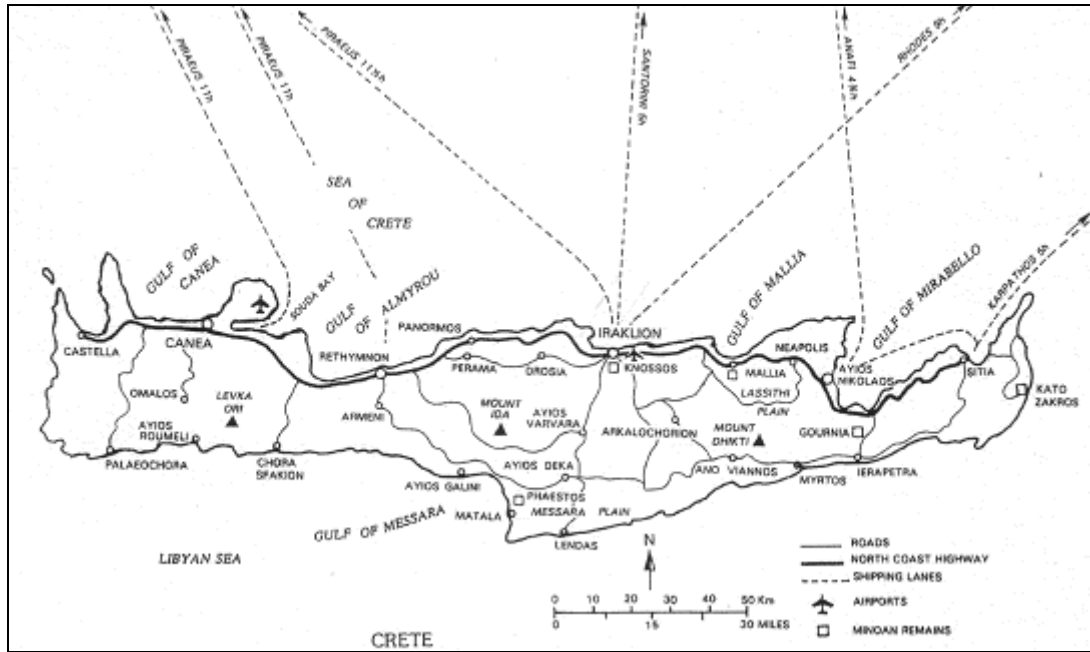 PIRAEUS 11h
PIRAEUS 11h
PIRAEUS 11½h
SANTORINI 5h
ANAFI 4½h
RHODES 9h
KARPATHOS 5h
SEA
OF
CRETE
GULF OF
CANEA
SOUDA BAY
GULF
OF ALMYROU
GULF OF MALLIA
GULF OF MIRABELLO
CASTELLA
CANEA
RETHYMNON
PANORMOS
IRAKLION
NEAPOLIS
PERAMA
DROSIA
KNOSSOS
MALLIA
AYIOS
NIKOLAOS
SITIA
OMALOS
LEVKA
ORI
ARMENI
MOUNT
IDA
AYIOS
VARVARA
ARKALOCHORION
LASSITHI
PLAIN
MOUNT
DHIKTI
GOURNIA
KATO
ZAKROS
AYIOS
ROUMELI
PALAEOCHORA
CHORA
SFAKION
AYIOS GALINI
AYIOS DEKA
ANO VIANNOS
MYRTOS
IERAPETRA
PHAESTOS
MATALA
MESSARA PLAIN
LENDAS
GULF OF MESSARA
LIBYAN SEA
N
ROADS
NORTH COAST HIGHWAY
SHIPPING LANES
AIRPORTS
MINOAN REMAINS
0 10 20 30 40 50 Km
0 15 30 MILES
CRETE